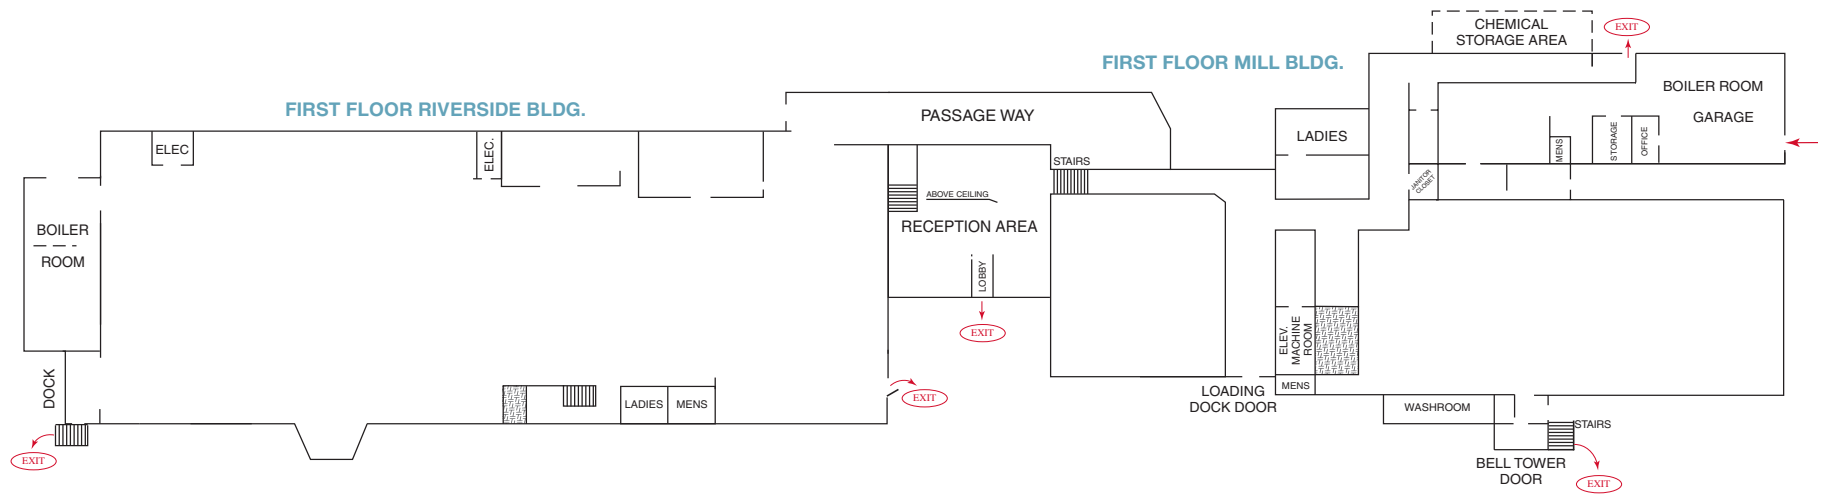 CHEMICAL
STORAGE AREA
EXIT
FIRST FLOOR MILL BLDG.
FIRST FLOOR RIVERSIDE BLDG.
BOILER ROOM
GARAGE
PASSAGE WAY
LADIES
ELEC
ELEC.
STORAGE
OFFICE
MENS
STAIRS
JANITOR
CLOSET
ABOVE CEILING
RECEPTION AREA
BOILER
ROOM
LOBBY
EXIT
ELEV.
MACHINE
ROOM
DOCK
MENS
LOADING
DOCK DOOR
EXIT
LADIES
MENS
WASHROOM
STAIRS
EXIT
BELL TOWER
DOOR
EXIT